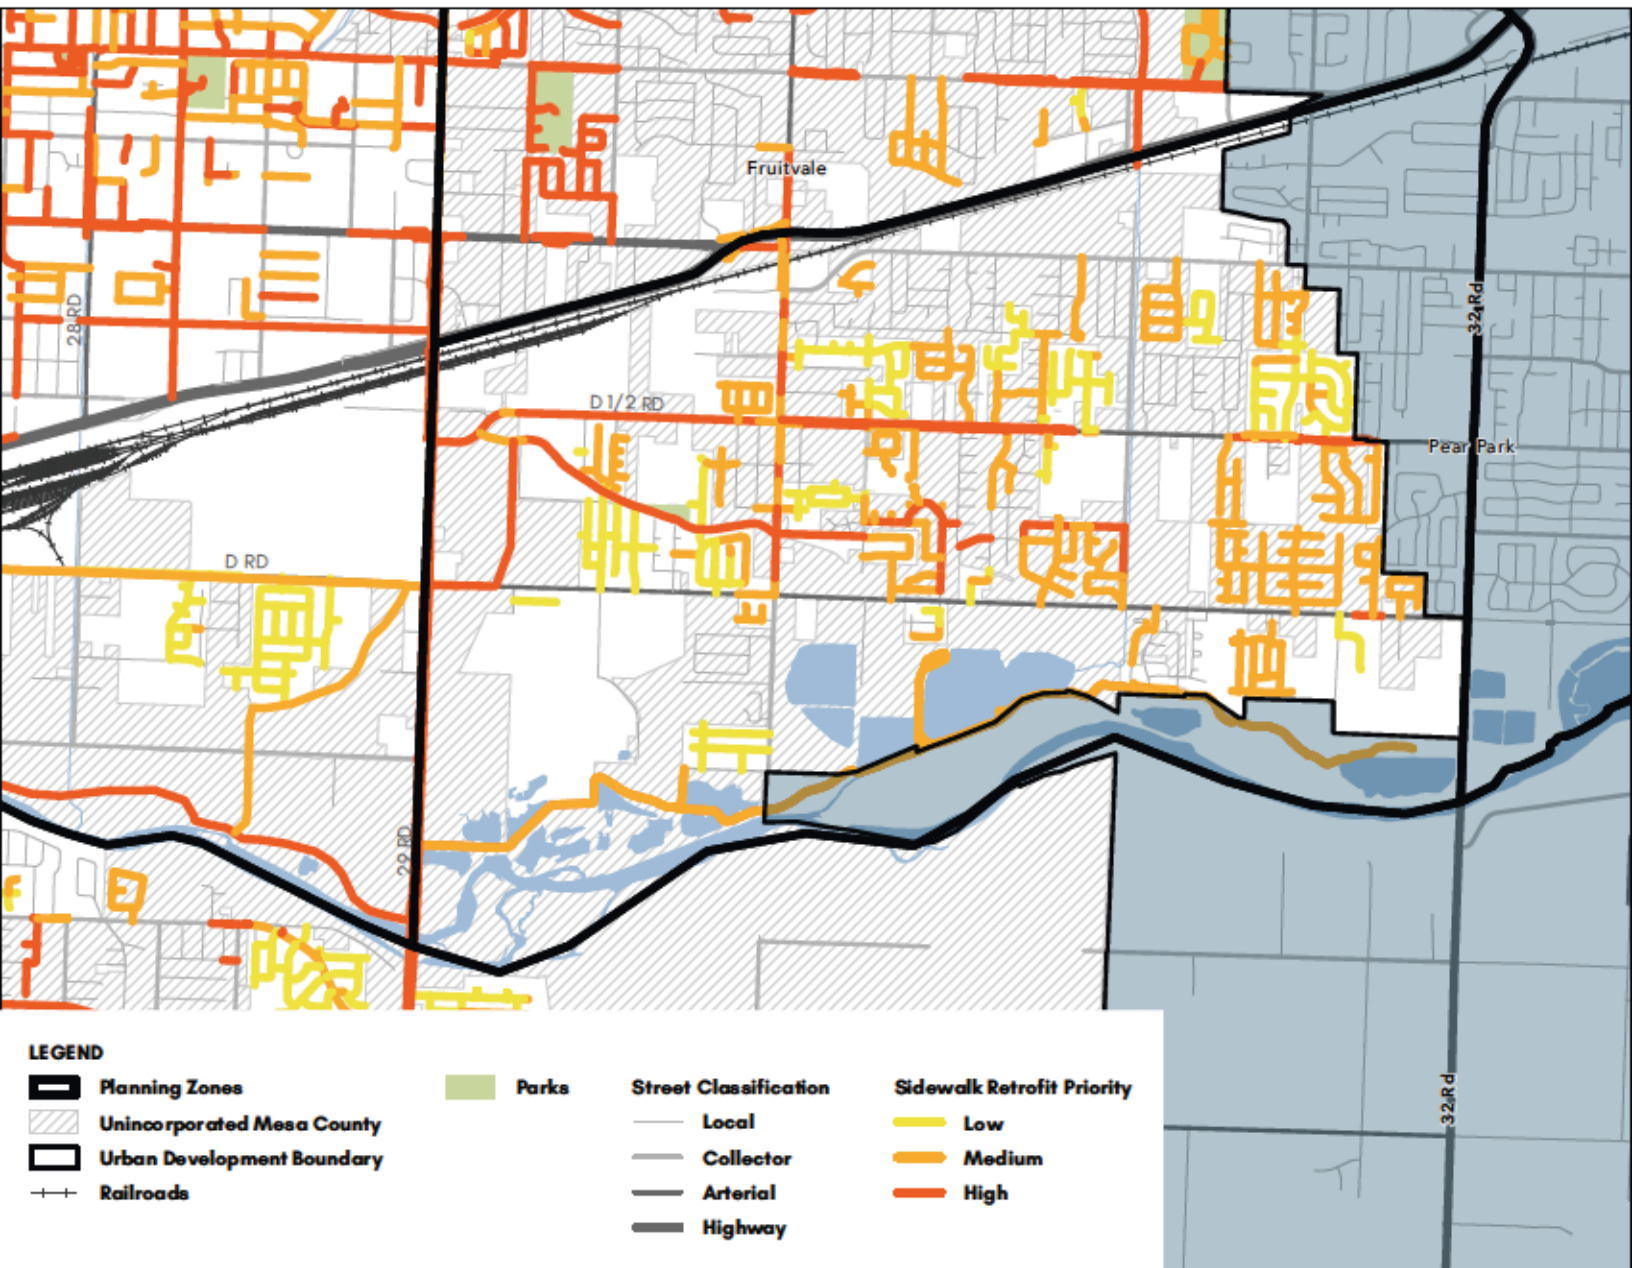 Fruitvale
28 RD
32 Rd
D 1/2 RD
Pear Park
D RD
29 RD
32 Rd
LEGEND
Planning Zones
Unincorporated Mesa County
Urban Development Boundary
Railroads
Parks
Street Classification
Local
Collector
Arterial
Highway
Sidewalk Retrofit Priority
Low
Medium
High